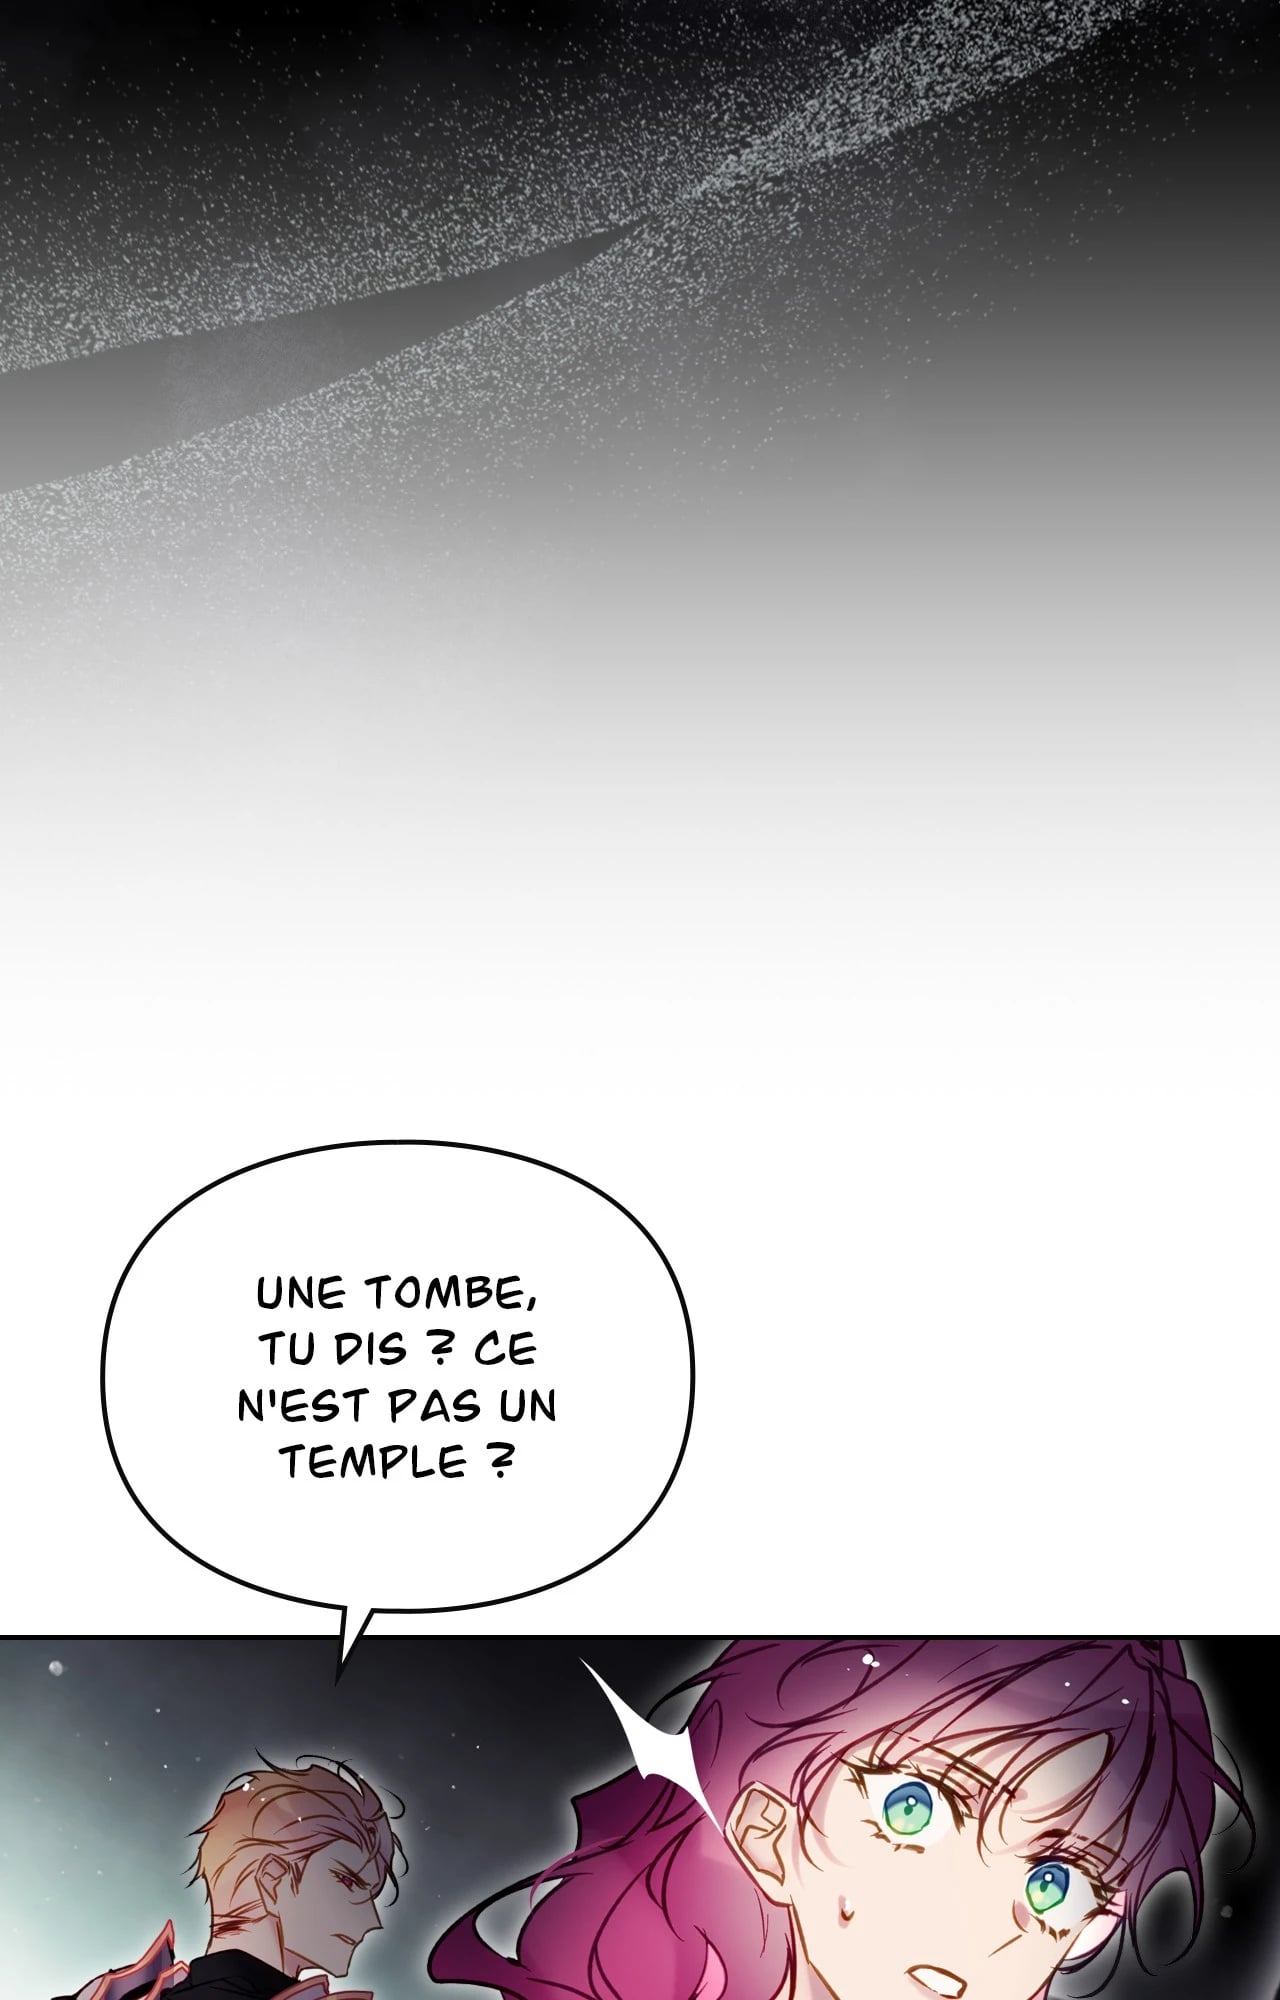 UNE TOMBE,
TU DIS ? CE
N'EST PAS UN
TEMPLE ?